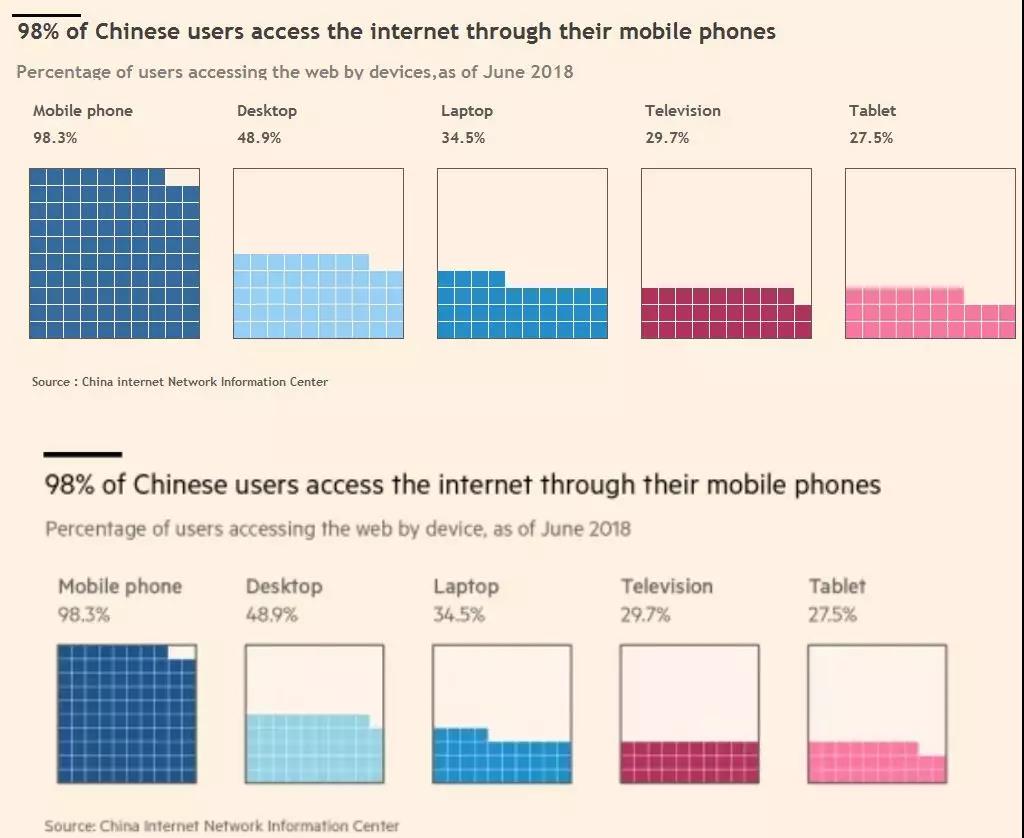 98% of Chinese users access the internet through their mobile phones
Percentage of users accessing the web by devices,as of June 2018
Mobile phone Desktop Laptop Television Tablet
98.3% 48.9% 34.5% 29.7% 27.5%
Source : China internet Network Information Center
98% of Chinese users access the internet through their mobile phones
Percentage of users accessing the web by device, as of June 2018
Mobile phone Desktop Laptop Television Tablet
98.3% 48.9% 34.5% 29.7% 27.5%
Source: China Internet Network Information Center